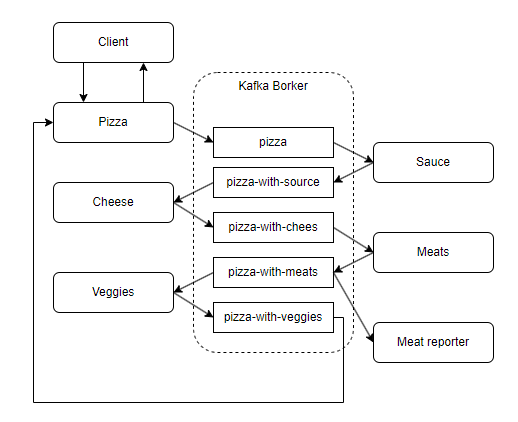 Client
Kafka Borker
Pizza
pizza
Sauce
pizza-with-source
Cheese
pizza-with-chees
Meats
pizza-with-meats
Veggies
pizza-with-veggies
Meat reporter